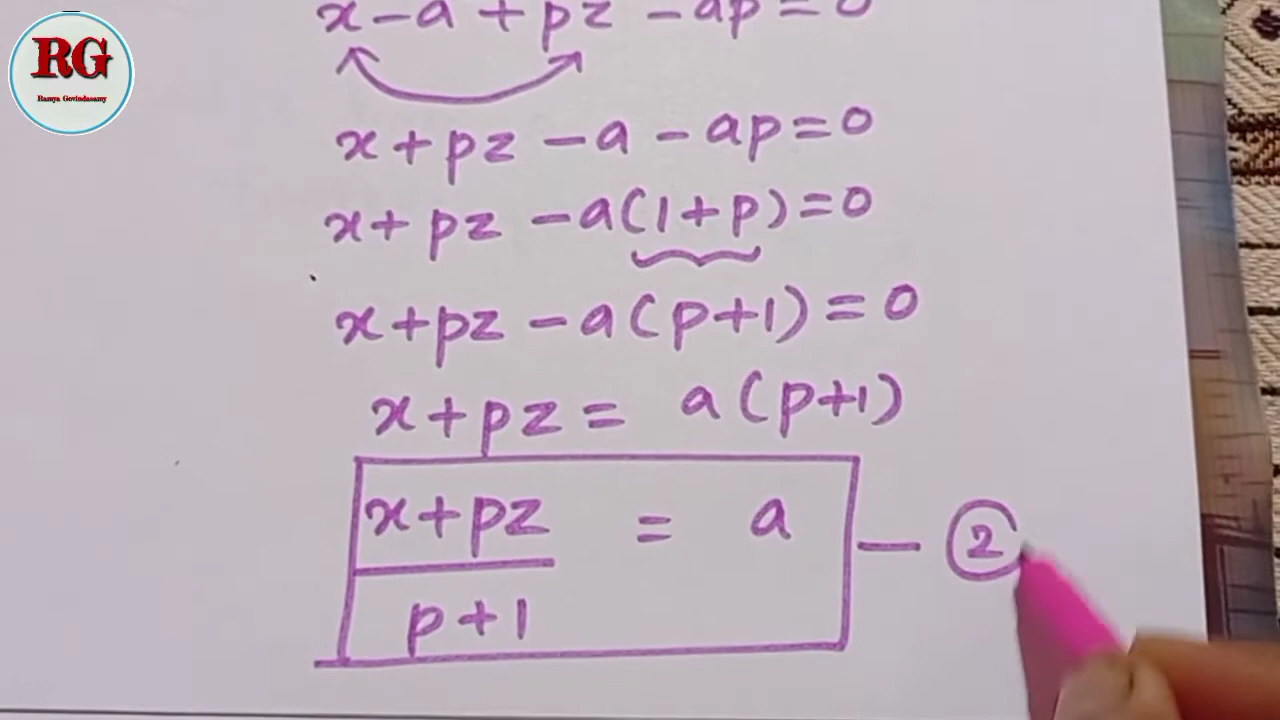 RG
Ramya Govindasamy
x - a + pz - ap = 0
x + pz - a - ap = 0
x + pz - a(1 + p) = 0
x + pz - a(p + 1) = 0
x + pz = a(p + 1)
x + pz = a — ②
p + 1